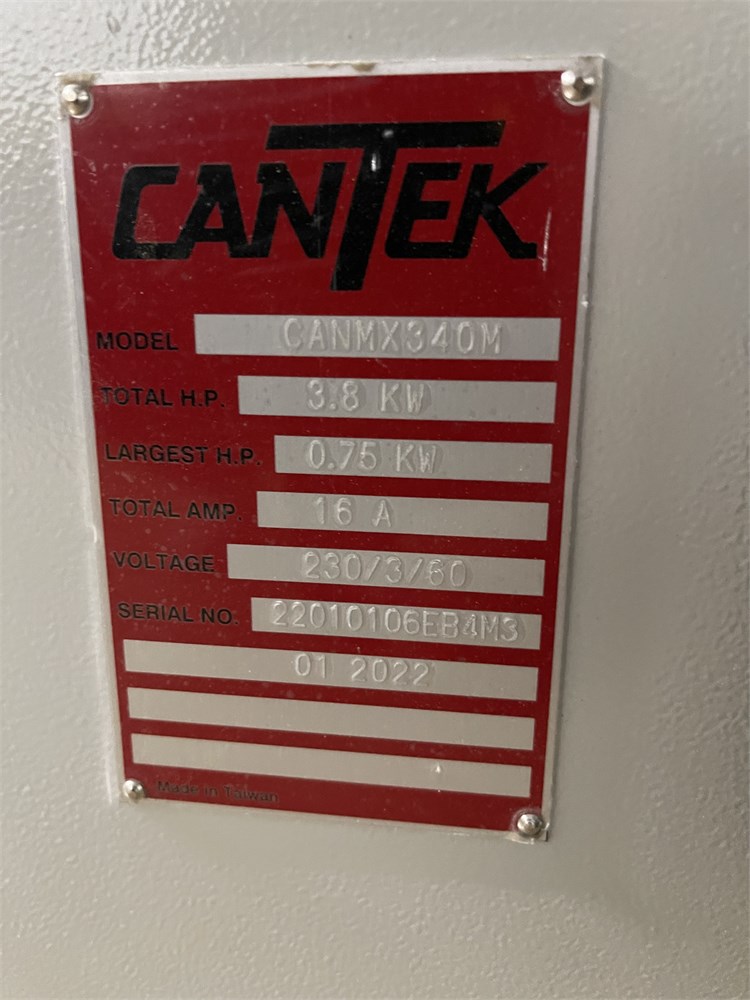 CANTEK
MODEL CANMX340M
TOTAL H.P. 3.8 KW
LARGEST H.P. 0.75 KW
TOTAL AMP. 16 A
VOLTAGE 230/3/60
SERIAL NO. 22010106EB4M3
01 2022
Made in Taiwan